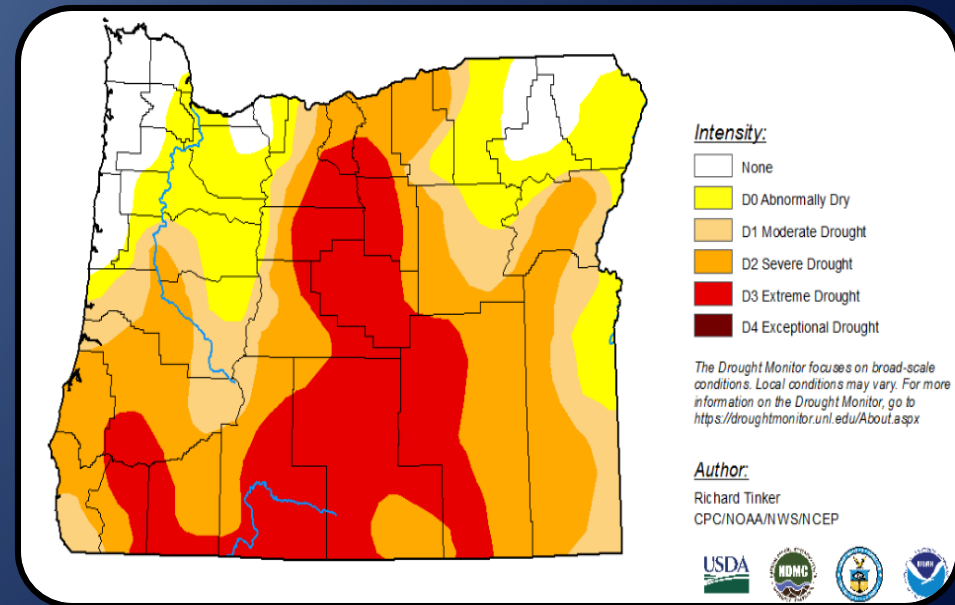 Intensity:
None
D0 Abnormally Dry
D1 Moderate Drought
D2 Severe Drought
D3 Extreme Drought
D4 Exceptional Drought
The Drought Monitor focuses on broad-scale
conditions. Local conditions may vary. For more
information on the Drought Monitor, go to
https://droughtmonitor.unl.edu/About.aspx
Author:
Richard Tinker
CPC/NOAA/NWS/NCEP
USDA
NDMC